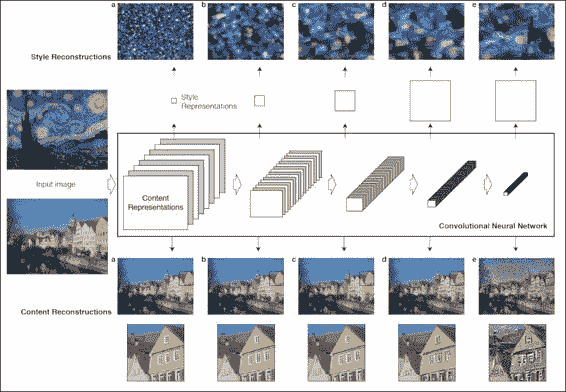 a b c d e
Style Reconstructions
Style
Representations
Input image
Content
Representations
Convolutional Neural Network
a b c d e
Content Reconstructions